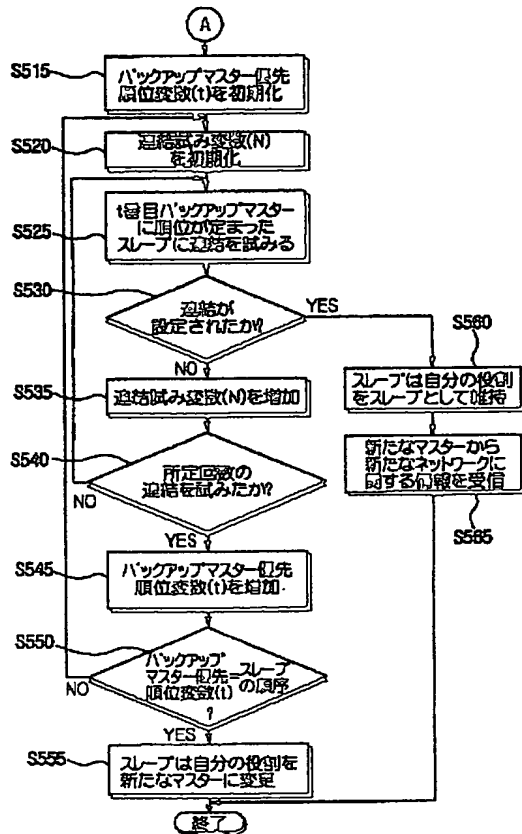 A
S515
バックアップマスター優先
順位変数(t)を初期化
S520
連結試み変数(N)
を初期化
S525
t番目バックアップマスター
に順位が定まった
スレーブに連結を試みる
S530
連結が
設定されたか?
YES
NO
S560
スレーブは自分の役割
をスレーブとして維持
S535
連結試み変数(N)を増加
新たなマスターから
新たなネットワークに
関する情報を受信
S565
S540
所定回数の
連結を試みたか?
NO
YES
S545
バックアップマスター優先
順位変数(t)を増加.
S550
バックアップ
マスター優先=スレーブ
順位変数(t) の順序
?
NO
YES
S555
スレーブは自分の役割を
新たなマスターに変更
終了